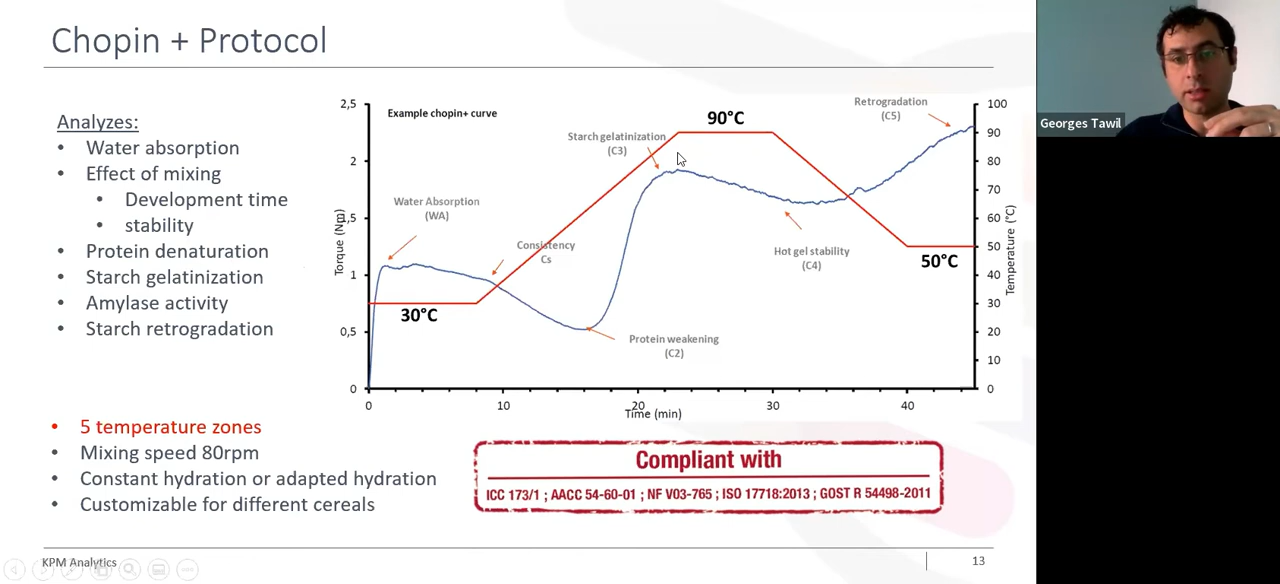 Chopin + Protocol
Georges Tawil
Analyzes:
• Water absorption
• Effect of mixing
• Development time
• stability
• Protein denaturation
• Starch gelatinization
• Amylase activity
• Starch retrogradation
Example chopin+ curve
2,5
2
1,5
1
0,5
0
Torque (Nm)
Water Absorption
(WA)
Consistency
Cs
Starch gelatinization
(C3)
Protein weakening
(C2)
Hot gel stability
(C4)
Retrogradation
(C5)
30°C
90°C
50°C
100
90
80
70
60
50
40
30
20
10
0
Temperature (°C)
0
10
20
30
40
Time (min)
• 5 temperature zones
• Mixing speed 80rpm
• Constant hydration or adapted hydration
• Customizable for different cereals
Compliant with
ICC 173/1 ; AACC 54-60-01 ; NF V03-765 ; ISO 17718:2013 ; GOST R 54498-2011
KPM Analytics
13